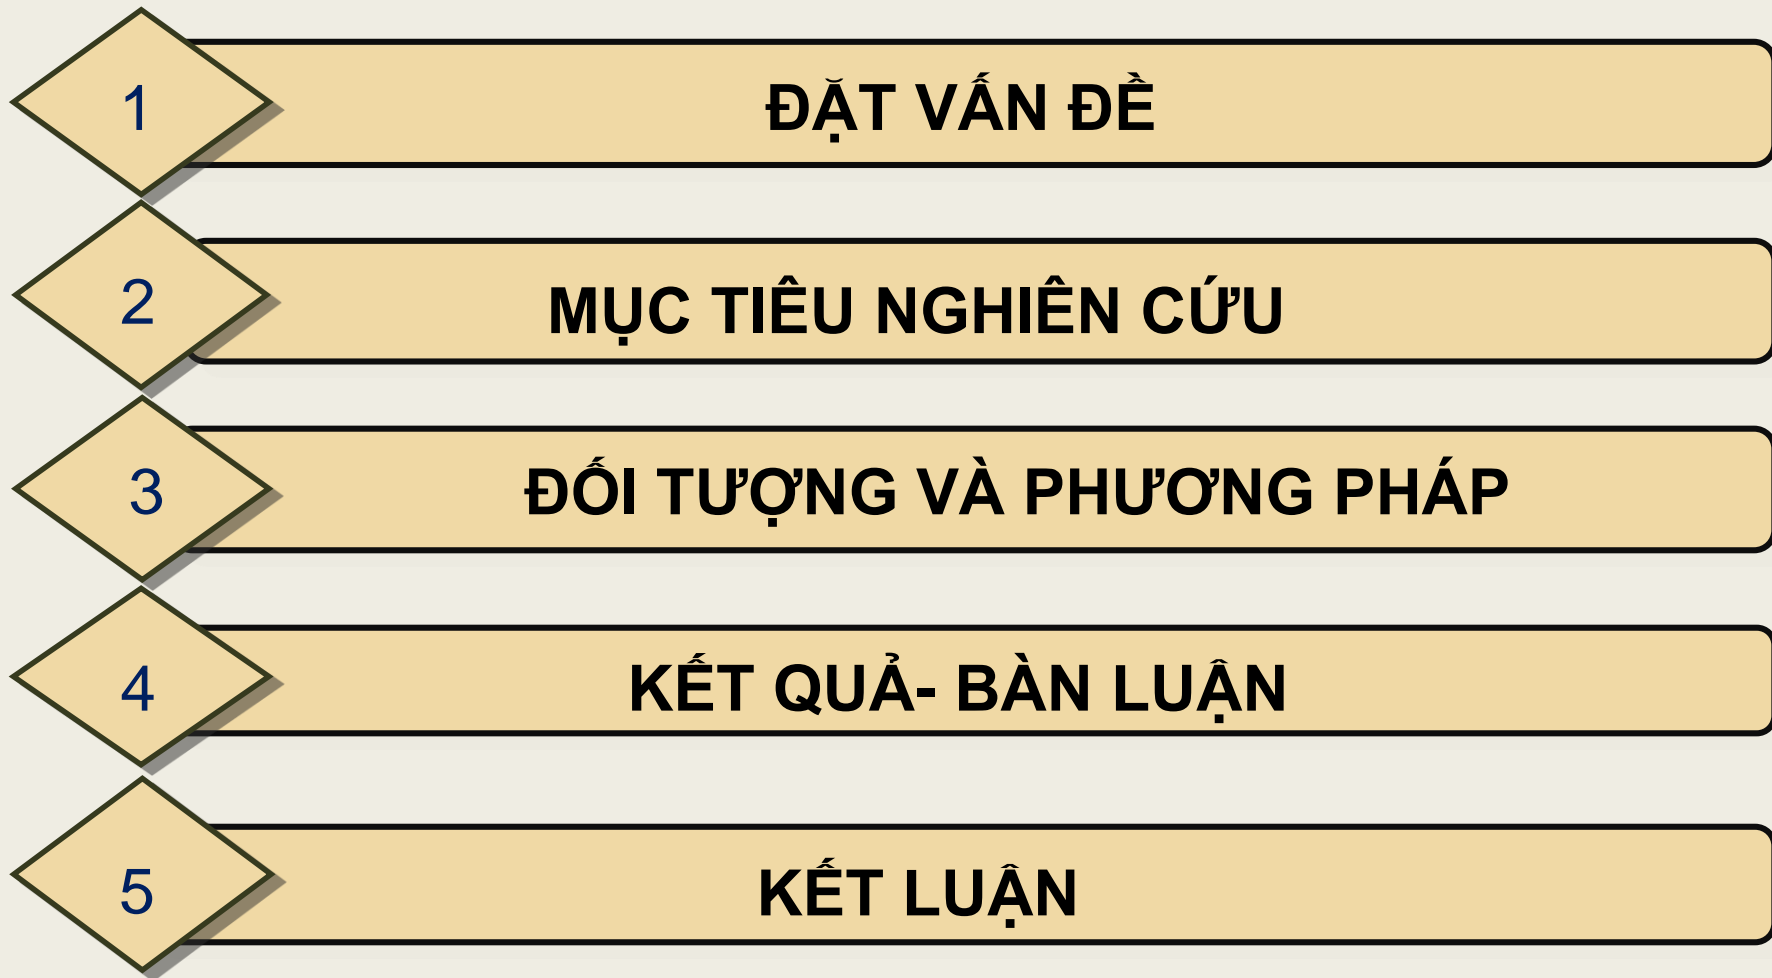 1
ĐẶT VẤN ĐỀ
2
MỤC TIÊU NGHIÊN CỨU
3
ĐỐI TƯỢNG VÀ PHƯƠNG PHÁP
4
KẾT QUẢ- BÀN LUẬN
5
KẾT LUẬN